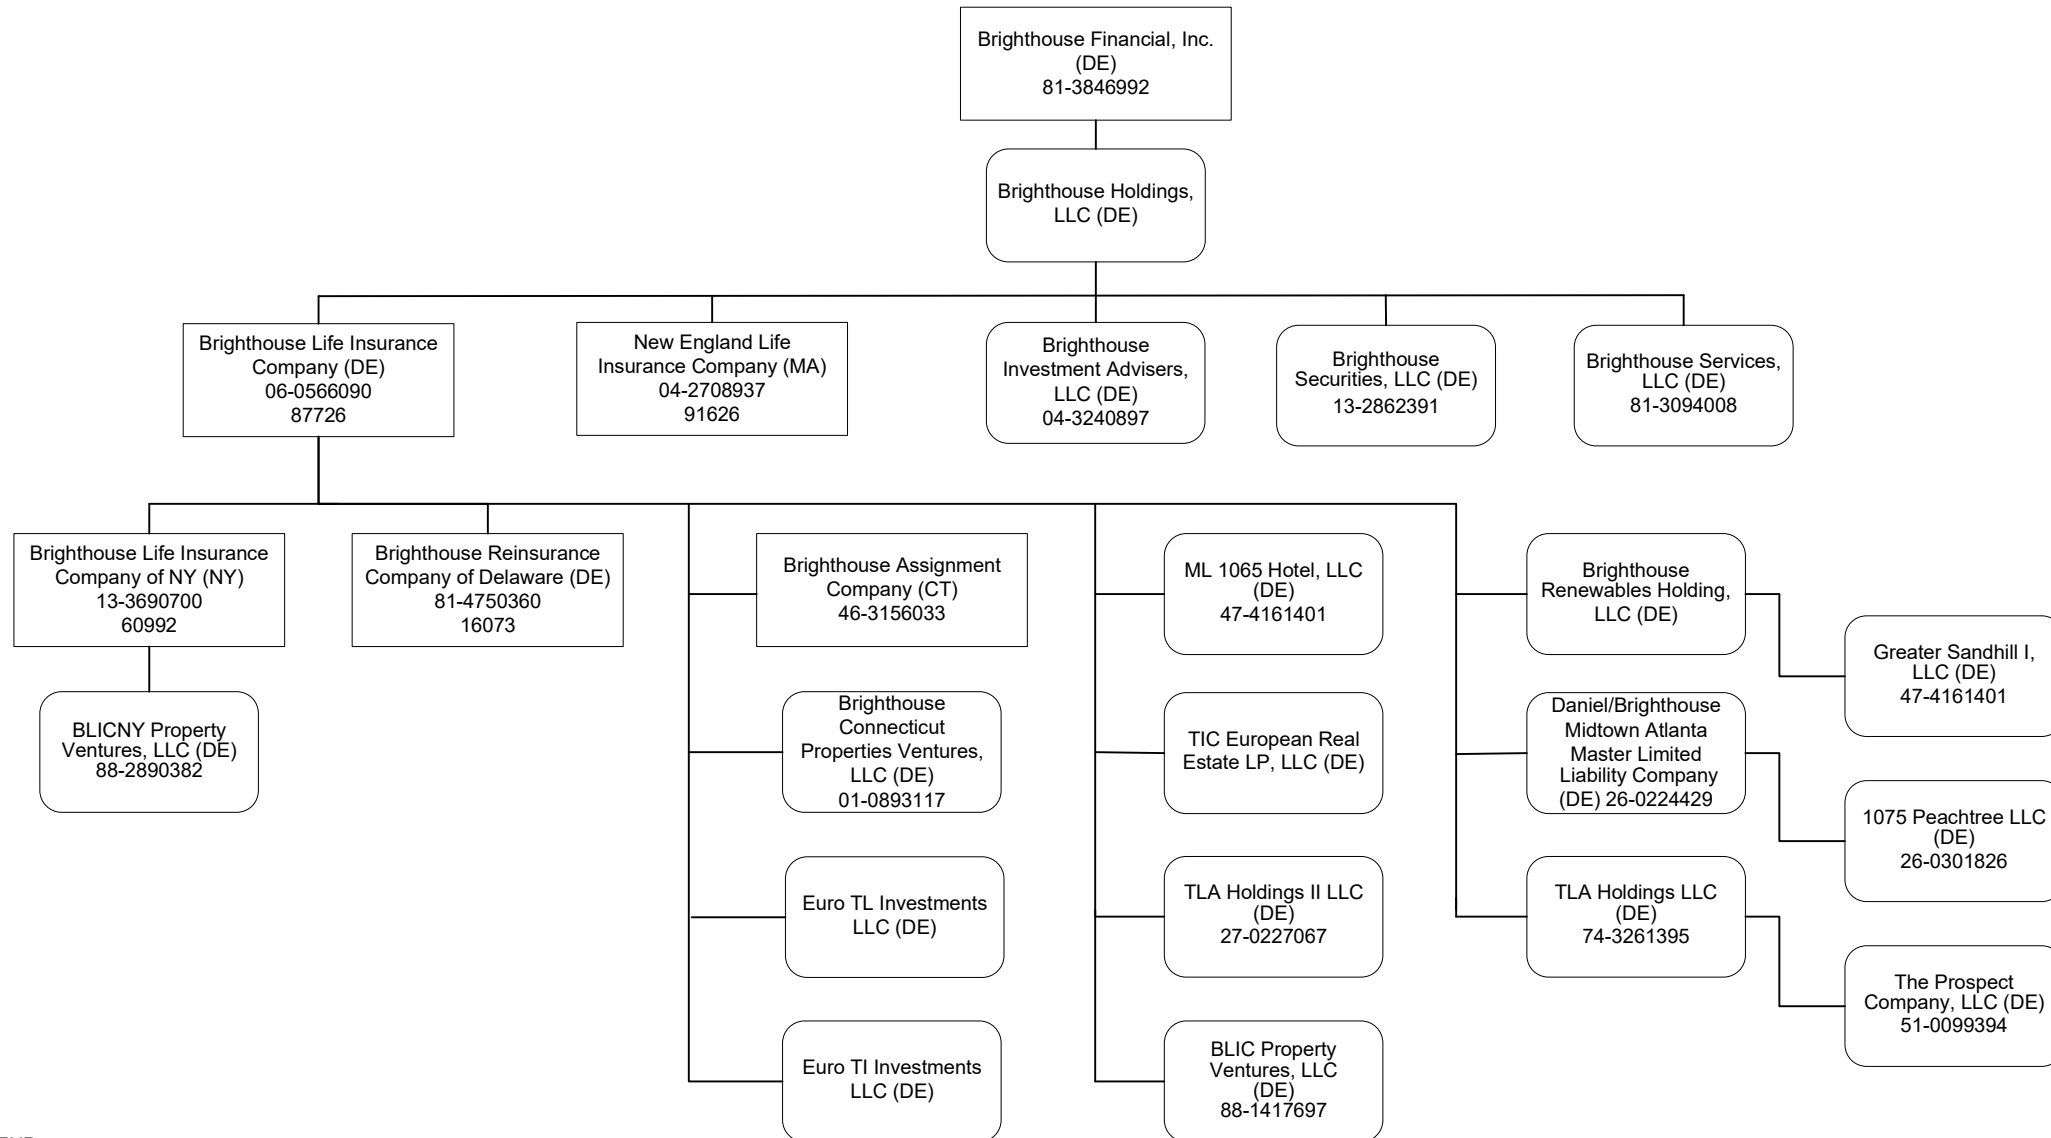 Brighthouse Financial, Inc.
(DE)
81-3846992
Brighthouse Holdings,
LLC (DE)
Brighthouse Life Insurance
Company (DE)
06-0566090
87726
New England Life
Insurance Company (MA)
04-2708937
91626
Brighthouse
Investment Advisers,
LLC (DE)
04-3240897
Brighthouse
Securities, LLC (DE)
13-2862391
Brighthouse Services,
LLC (DE)
81-3094008
Brighthouse Life Insurance
Company of NY (NY)
13-3690700
60992
Brighthouse Reinsurance
Company of Delaware (DE)
81-4750360
16073
Brighthouse Assignment
Company (CT)
46-3156033
ML 1065 Hotel, LLC
(DE)
47-4161401
Brighthouse
Renewables Holding,
LLC (DE)
Greater Sandhill I,
LLC (DE)
47-4161401
BLICNY Property
Ventures, LLC (DE)
88-2890382
Brighthouse
Connecticut
Properties Ventures,
LLC (DE)
01-0893117
TIC European Real
Estate LP, LLC (DE)
Daniel/Brighthouse
Midtown Atlanta
Master Limited
Liability Company
(DE) 26-0224429
1075 Peachtree LLC
(DE)
26-0301826
Euro TL Investments
LLC (DE)
TLA Holdings II LLC
(DE)
27-0227067
TLA Holdings LLC
(DE)
74-3261395
The Prospect
Company, LLC (DE)
51-0099394
Euro TI Investments
LLC (DE)
BLIC Property
Ventures, LLC
(DE)
88-1417697